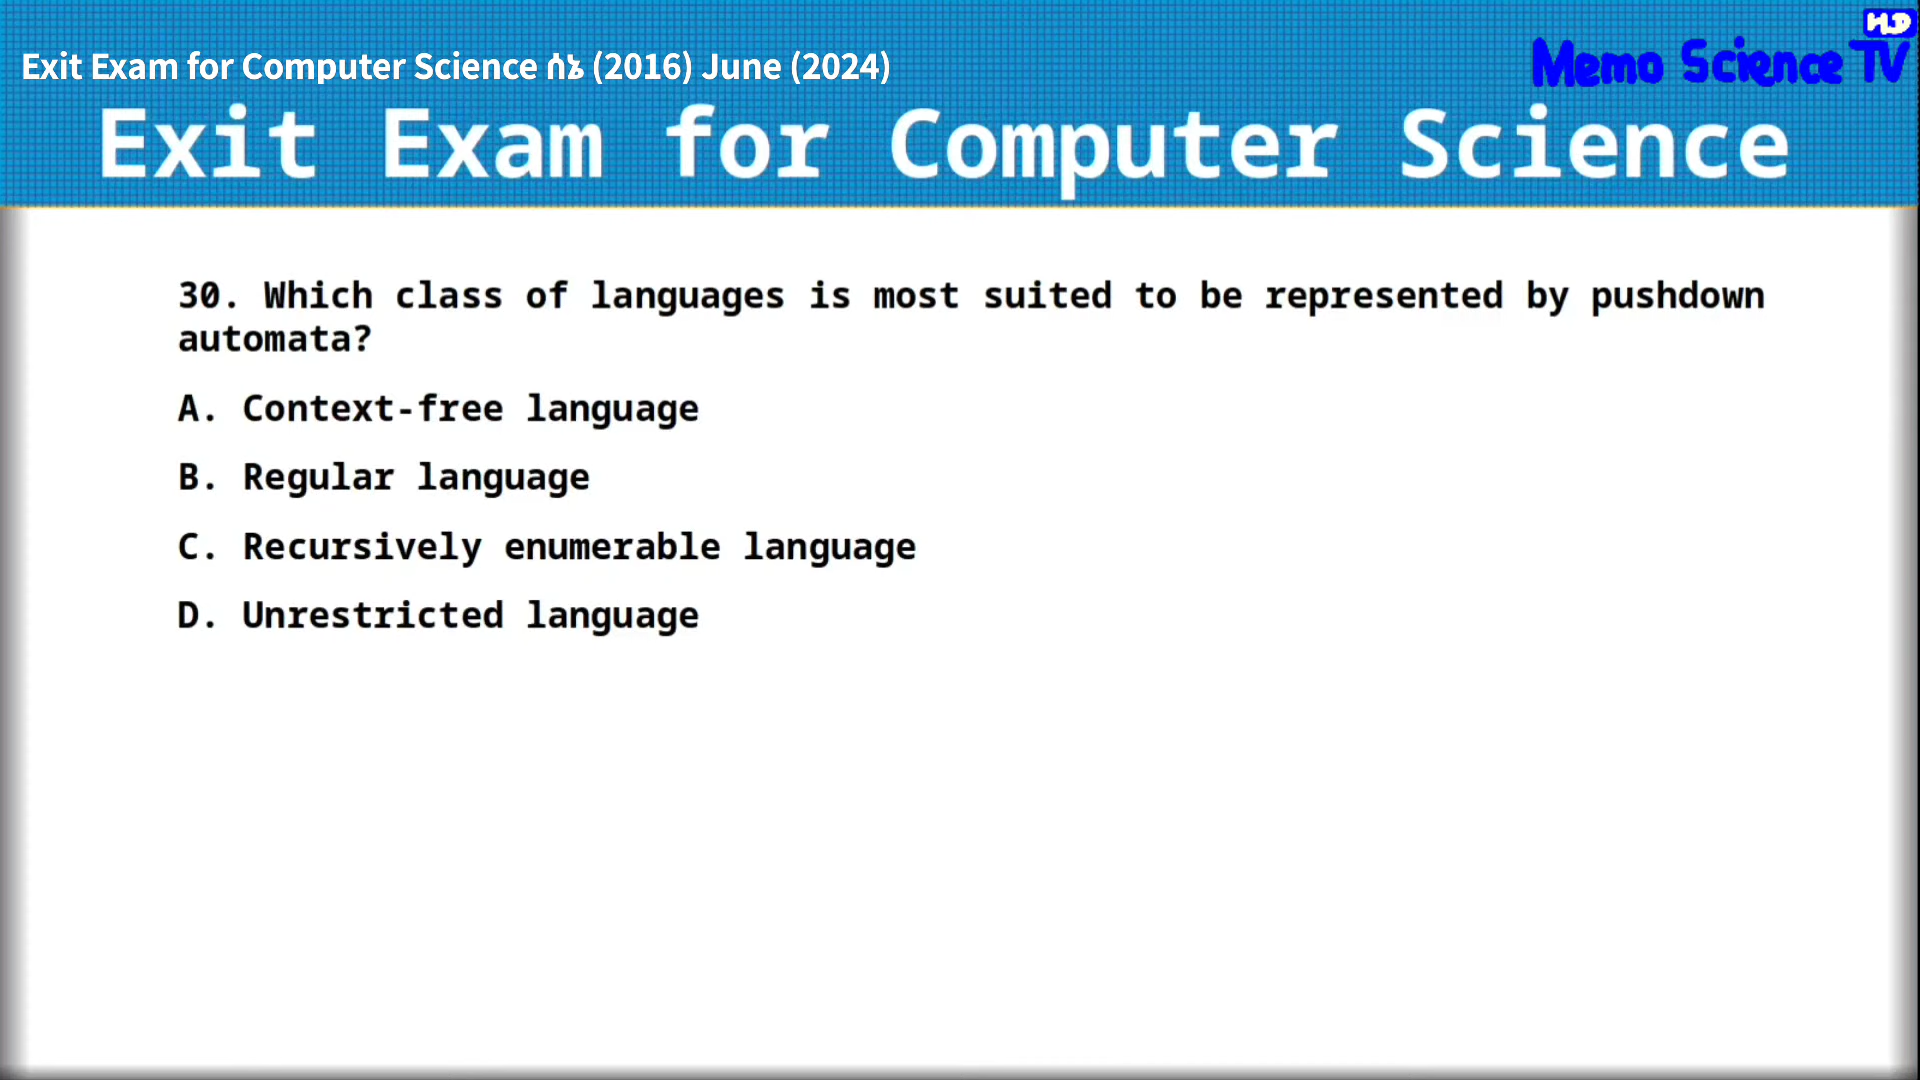 HD
Exit Exam for Computer Science ሰኔ (2016) June (2024)
Memo Science TV
Exit Exam for Computer Science
30. Which class of languages is most suited to be represented by pushdown
automata?
A. Context-free language
B. Regular language
C. Recursively enumerable language
D. Unrestricted language